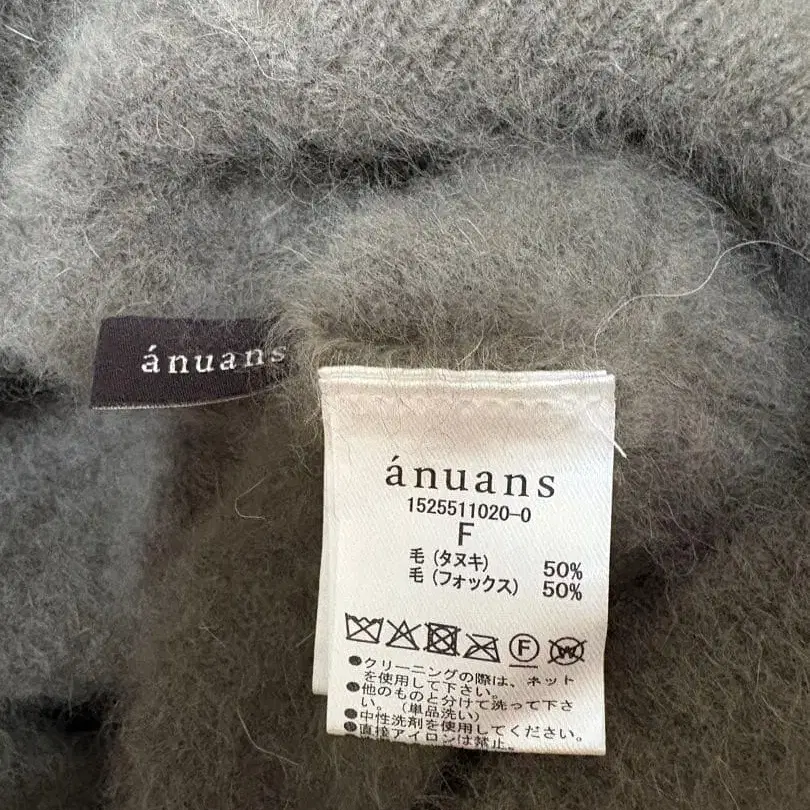 ánuans
ánuans
1525511020-0
F
毛 (タヌキ) 50%
毛 (フォックス) 50%
F
W
●クリーニングの際は、ネット
を使用して下さい。
●他のものと分けて洗って下さ
い。(単品洗い)
●中性洗剤を使用してください。
●直接アイロンは禁止。